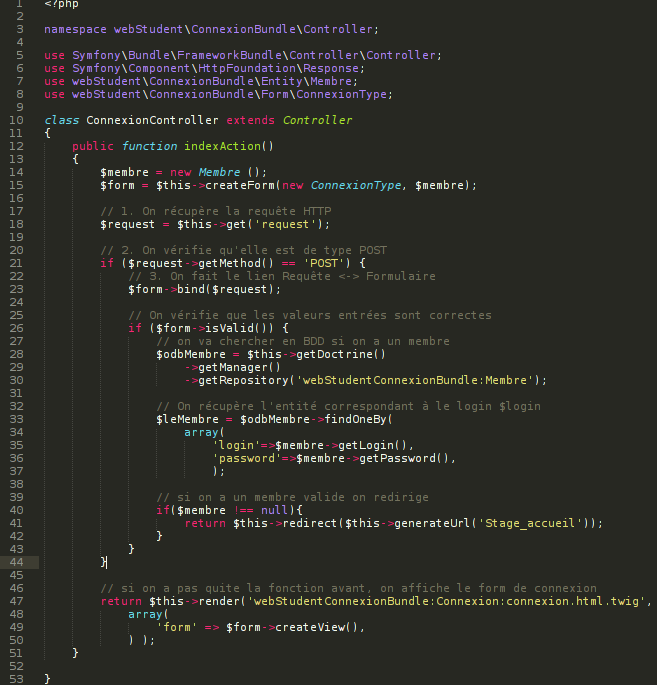 1 <?php
2
3 namespace webStudent\ConnexionBundle\Controller;
4
5 use Symfony\Bundle\FrameworkBundle\Controller\Controller;
6 use Symfony\Component\HttpFoundation\Response;
7 use webStudent\ConnexionBundle\Entity\Membre;
8 use webStudent\ConnexionBundle\Form\ConnexionType;
9
10 class ConnexionController extends Controller
11 {
12     public function indexAction()
13     {
14         $membre = new Membre ();
15         $form = $this->createForm(new ConnexionType, $membre);
16
17         // 1. On récupère la requête HTTP
18         $request = $this->get('request');
19
20         // 2. On vérifie qu'elle est de type POST
21         if ($request->getMethod() == 'POST') {
22             // 3. On fait le lien Requête <-> Formulaire
23             $form->bind($request);
24
25             // On vérifie que les valeurs entrées sont correctes
26             if ($form->isValid()) {
27                 // on va chercher en BDD si on a un membre
28                 $odbMembre = $this->getDoctrine()
29                     ->getManager()
30                     ->getRepository('webStudentConnexionBundle:Membre');
31
32                 // On récupère l'entité correspondant à le login $login
33                 $leMembre = $odbMembre->findOneBy(
34                     array(
35                         'login'=>$membre->getLogin(),
36                         'password'=>$membre->getPassword(),
37                         );
38
39                 // si on a un membre valide on redirige
40                 if($membre !== null){
41                     return $this->redirect($this->generateUrl('Stage_accueil'));
42                 }
43             }
44         }
45
46         // si on a pas quite la fonction avant, on affiche le form de connexion
47         return $this->render('webStudentConnexionBundle:Connexion:connexion.html.twig',
48             array(
49                 'form' => $form->createView(),
50             ) );
51     }
52
53 }